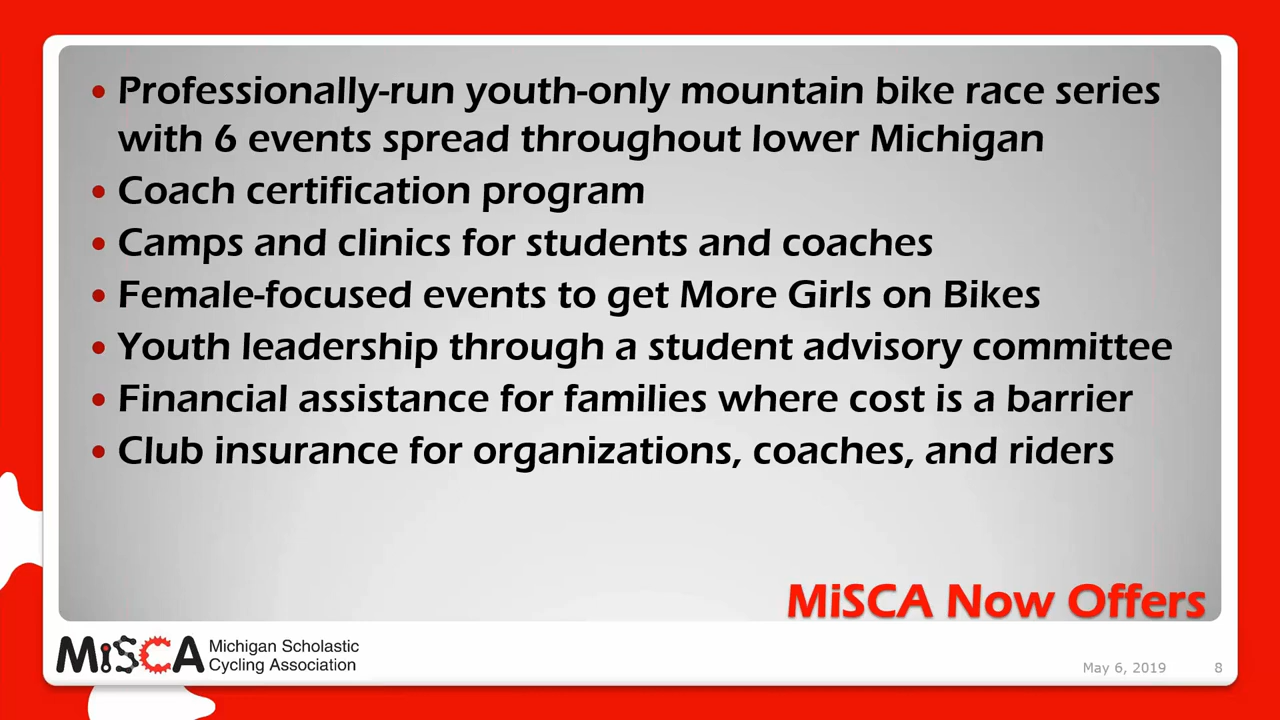 • Professionally-run youth-only mountain bike race series
with 6 events spread throughout lower Michigan
• Coach certification program
• Camps and clinics for students and coaches
• Female-focused events to get More Girls on Bikes
• Youth leadership through a student advisory committee
• Financial assistance for families where cost is a barrier
• Club insurance for organizations, coaches, and riders
MiSCA Now Offers
MiSCA Michigan Scholastic
Cycling Association
May 6, 2019 8